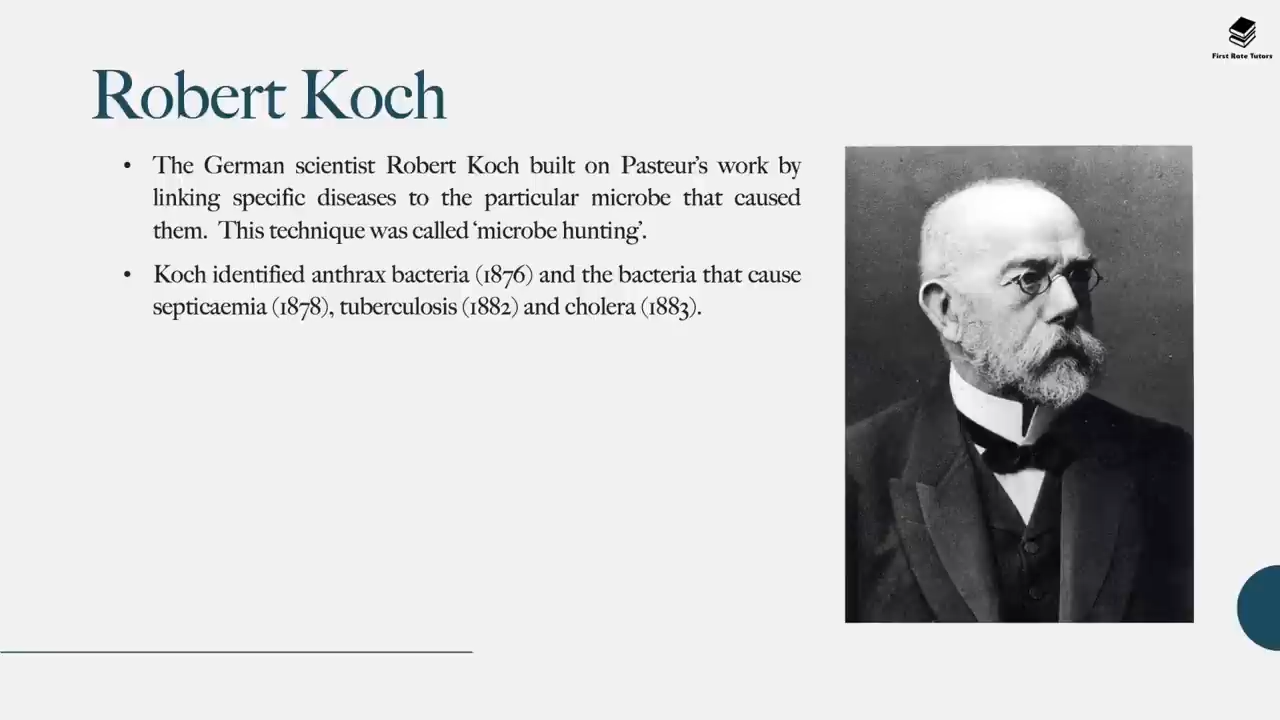 First Rate Tutors
Robert Koch
• The German scientist Robert Koch built on Pasteur's work by
linking specific diseases to the particular microbe that caused
them. This technique was called 'microbe hunting'.
• Koch identified anthrax bacteria (1876) and the bacteria that cause
septicaemia (1878), tuberculosis (1882) and cholera (1883).